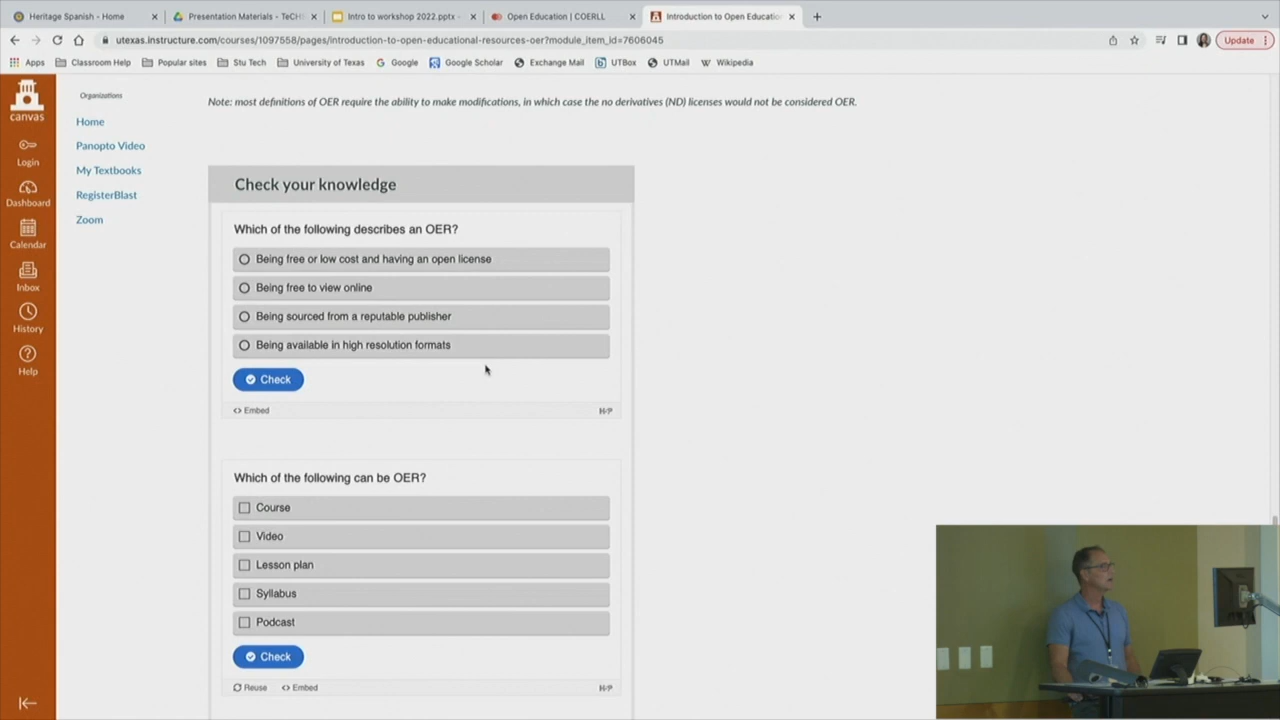 Heritage Spanish - Home
Presentation Materials - TeCH
Intro to workshop 2022.pptx -
Open Education | COERLL
Introduction to Open Educatio
utexas.instructure.com/courses/1097558/pages/introduction-to-open-educational-resources-oer?module_item_id=7606045
Update
Apps
Classroom Help
Popular sites
Stu Tech
University of Texas
Google
Google Scholar
Exchange Mail
UTBox
UTMail
Wikipedia
canvas
Login
Dashboard
Calendar
Inbox
History
Help
Organizations
Home
Panopto Video
My Textbooks
RegisterBlast
Zoom
Note: most definitions of OER require the ability to make modifications, in which case the no derivatives (ND) licenses would not be considered OER.
Check your knowledge
Which of the following describes an OER?
Being free or low cost and having an open license
Being free to view online
Being sourced from a reputable publisher
Being available in high resolution formats
Check
<> Embed
H5P
Which of the following can be OER?
Course
Video
Lesson plan
Syllabus
Podcast
Check
Reuse
<> Embed
H5P